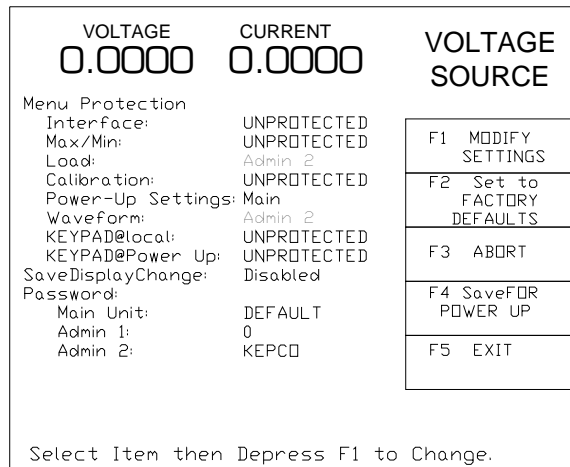 VOLTAGE CURRENT
0.0000 0.0000
VOLTAGE
SOURCE
Menu Protection
Interface: UNPROTECTED
Max/Min: UNPROTECTED
Load: Admin 2
Calibration: UNPROTECTED
Power-Up Settings: Main
Waveform: Admin 2
KEYPAD@local: UNPROTECTED
KEYPAD@Power Up: UNPROTECTED
SaveDisplayChange: Disabled
Password:
Main Unit: DEFAULT
Admin 1: 0
Admin 2: KEPCO
F1 MODIFY
SETTINGS
F2 Set to
FACTORY
DEFAULTS
F3 ABORT
F4 SaveFOR
POWER UP
F5 EXIT
Select Item then Depress F1 to Change.